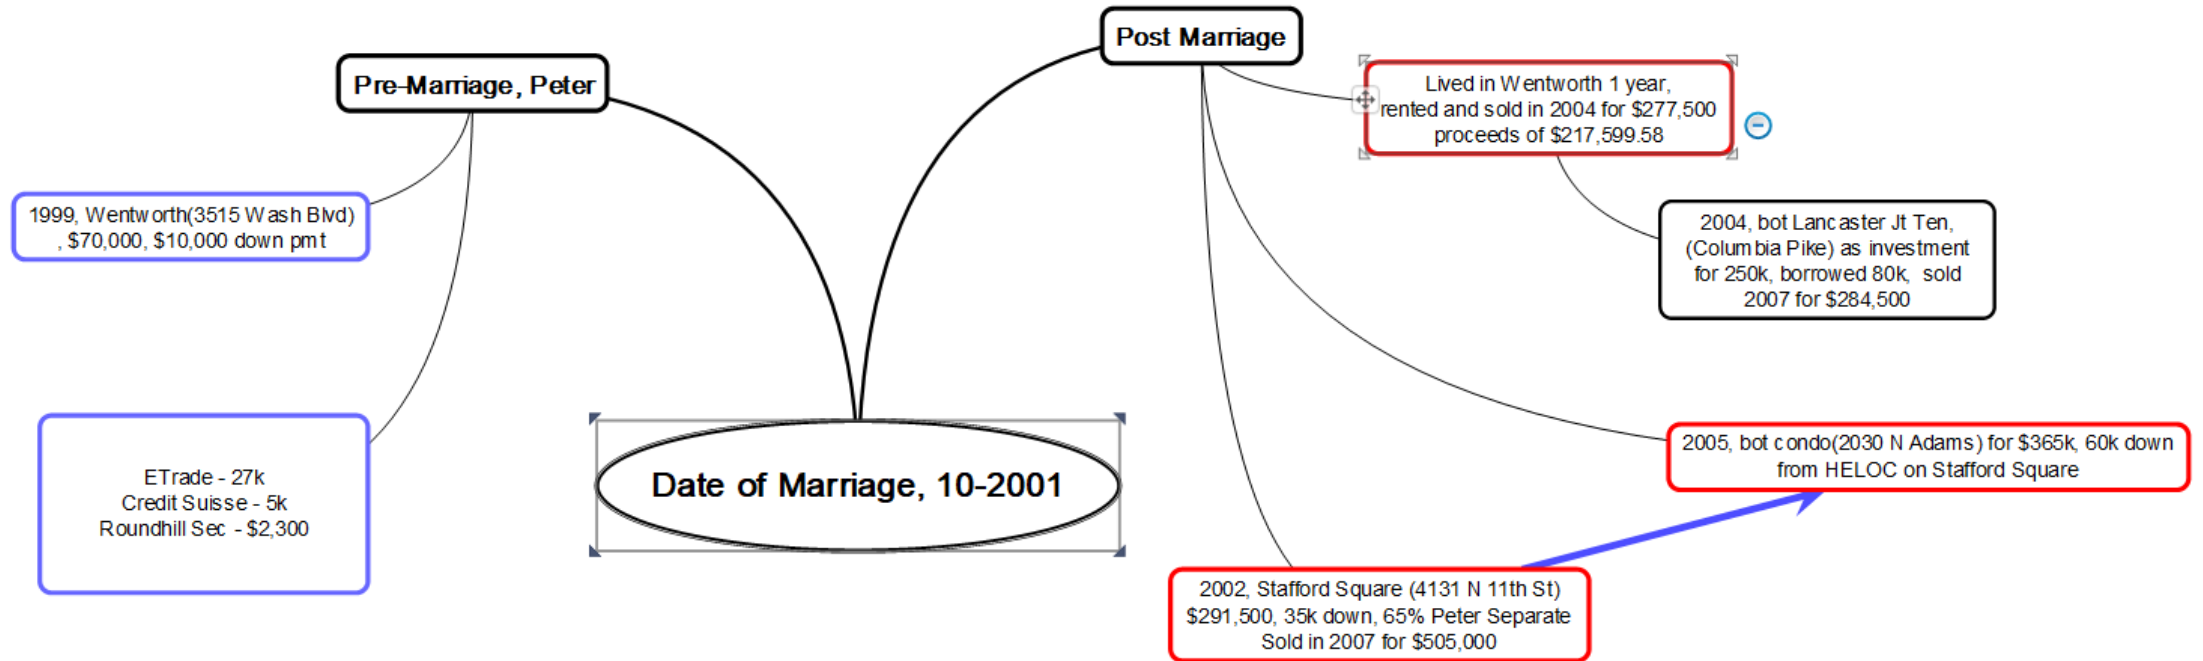 Post Marriage
Pre-Marriage, Peter
Lived in Wentworth 1 year,
rented and sold in 2004 for $277,500
proceeds of $217,599.58
1999, Wentworth(3515 Wash Blvd)
, $70,000, $10,000 down pmt
2004, bot Lancaster Jt Ten,
(Columbia Pike) as investment
for 250k, borrowed 80k, sold
2007 for $284,500
ETrade - 27k
Credit Suisse - 5k
Roundhill Sec - $2,300
Date of Marriage, 10-2001
2005, bot condo(2030 N Adams) for $365k, 60k down
from HELOC on Stafford Square
2002, Stafford Square (4131 N 11th St)
$291,500, 35k down, 65% Peter Separate
Sold in 2007 for $505,000